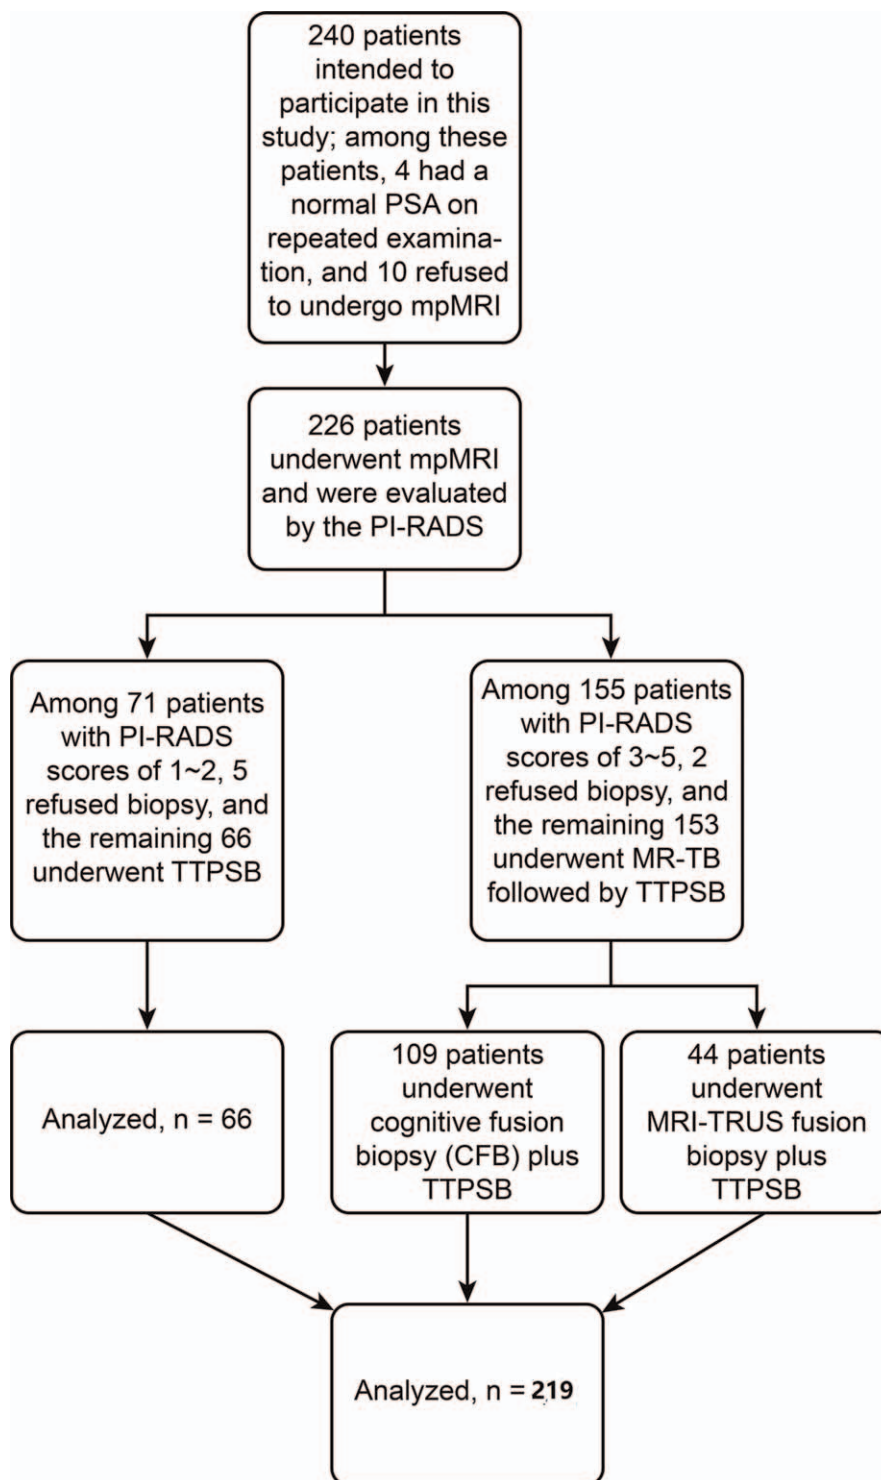 240 patients
intended to
participate in this
study; among these
patients, 4 had a
normal PSA on
repeated examina-
tion, and 10 refused
to undergo mpMRI
226 patients
underwent mpMRI
and were evaluated
by the PI-RADS
Among 71 patients
with PI-RADS
scores of 1~2, 5
refused biopsy, and
the remaining 66
underwent TTPSB
Among 155 patients
with PI-RADS
scores of 3~5, 2
refused biopsy, and
the remaining 153
underwent MR-TB
followed by TTPSB
Analyzed, n = 66
109 patients
underwent
cognitive fusion
biopsy (CFB) plus
TTPSB
44 patients
underwent
MRI-TRUS fusion
biopsy plus
TTPSB
Analyzed, n = 219